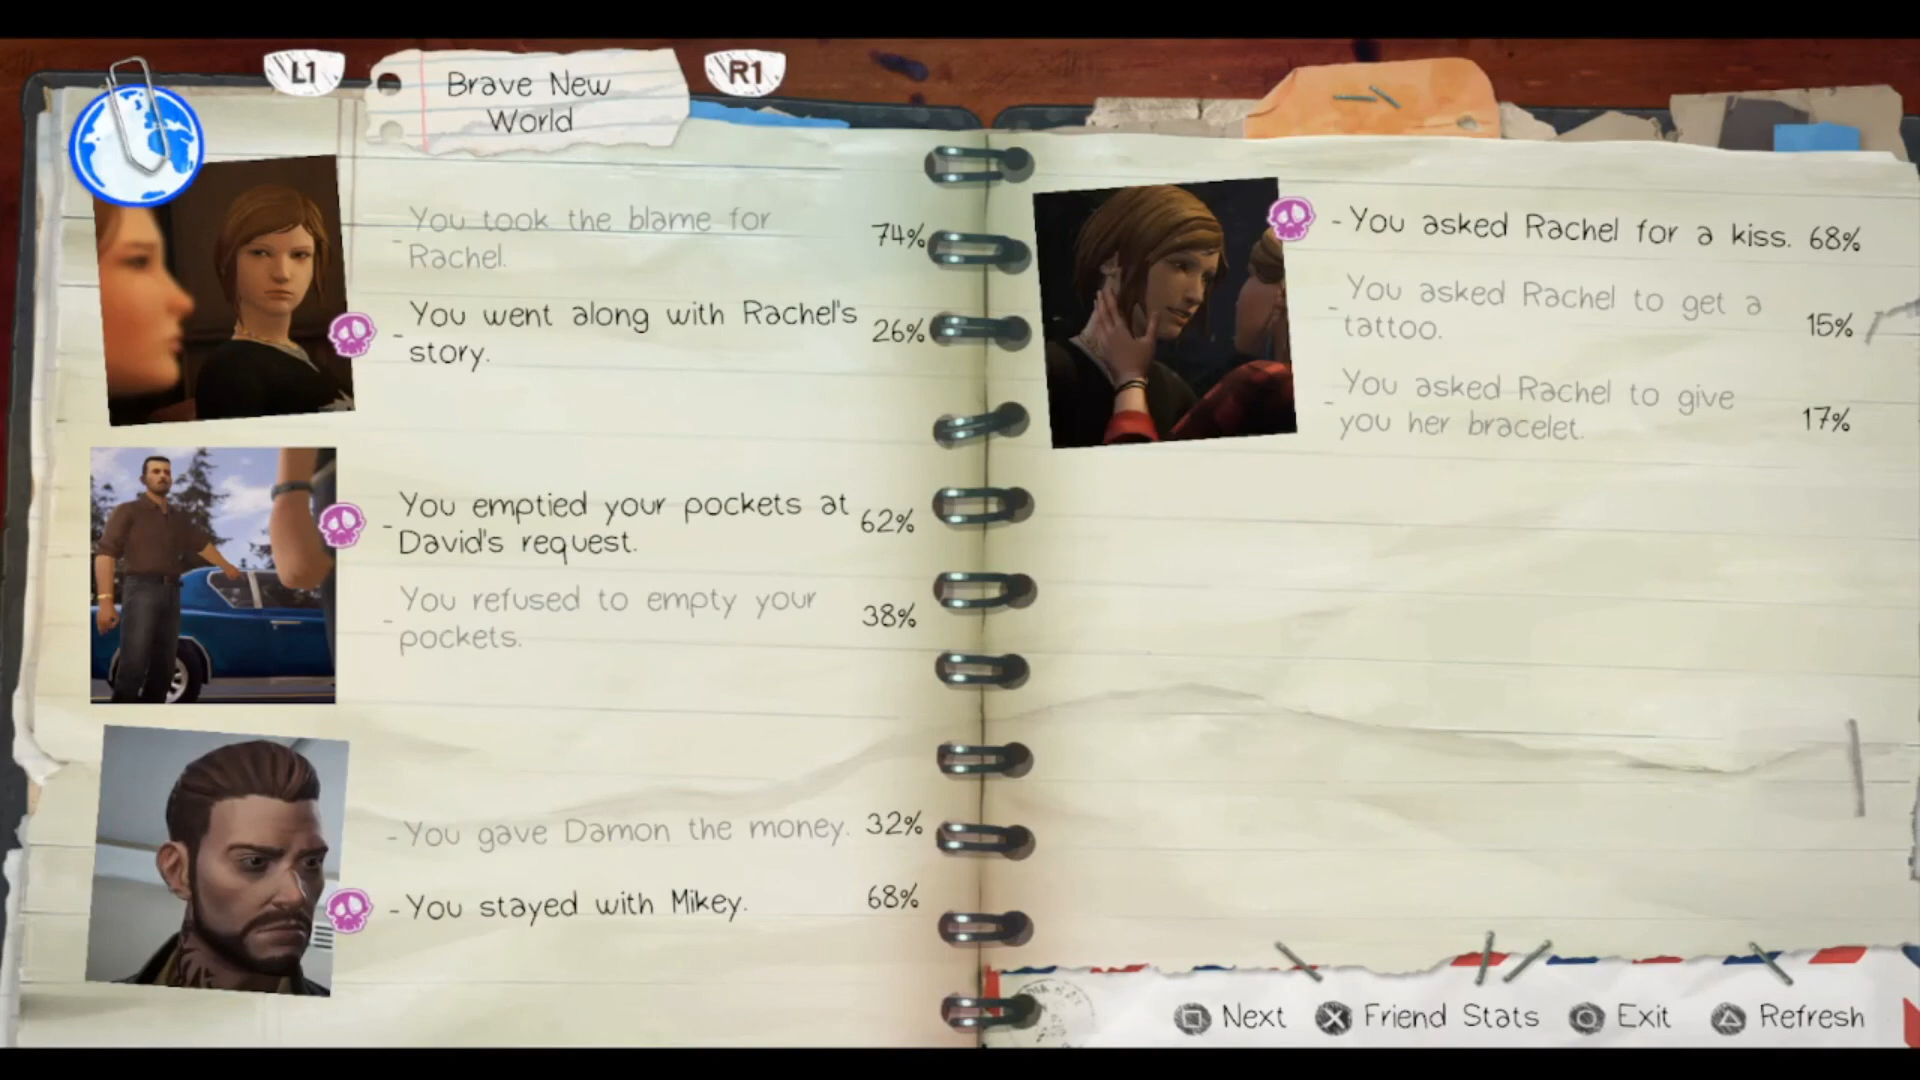 L1
Brave New
World
R1
- You took the blame for
Rachel.
74%
- You went along with Rachel's
story.
26%
- You emptied your pockets at
David's request.
62%
- You refused to empty your
pockets.
38%
- You gave Damon the money. 32%
- You stayed with Mikey. 68%
- You asked Rachel for a kiss. 68%
- You asked Rachel to get a
tattoo.
15%
- You asked Rachel to give
you her bracelet.
17%
Next Friend Stats Exit Refresh